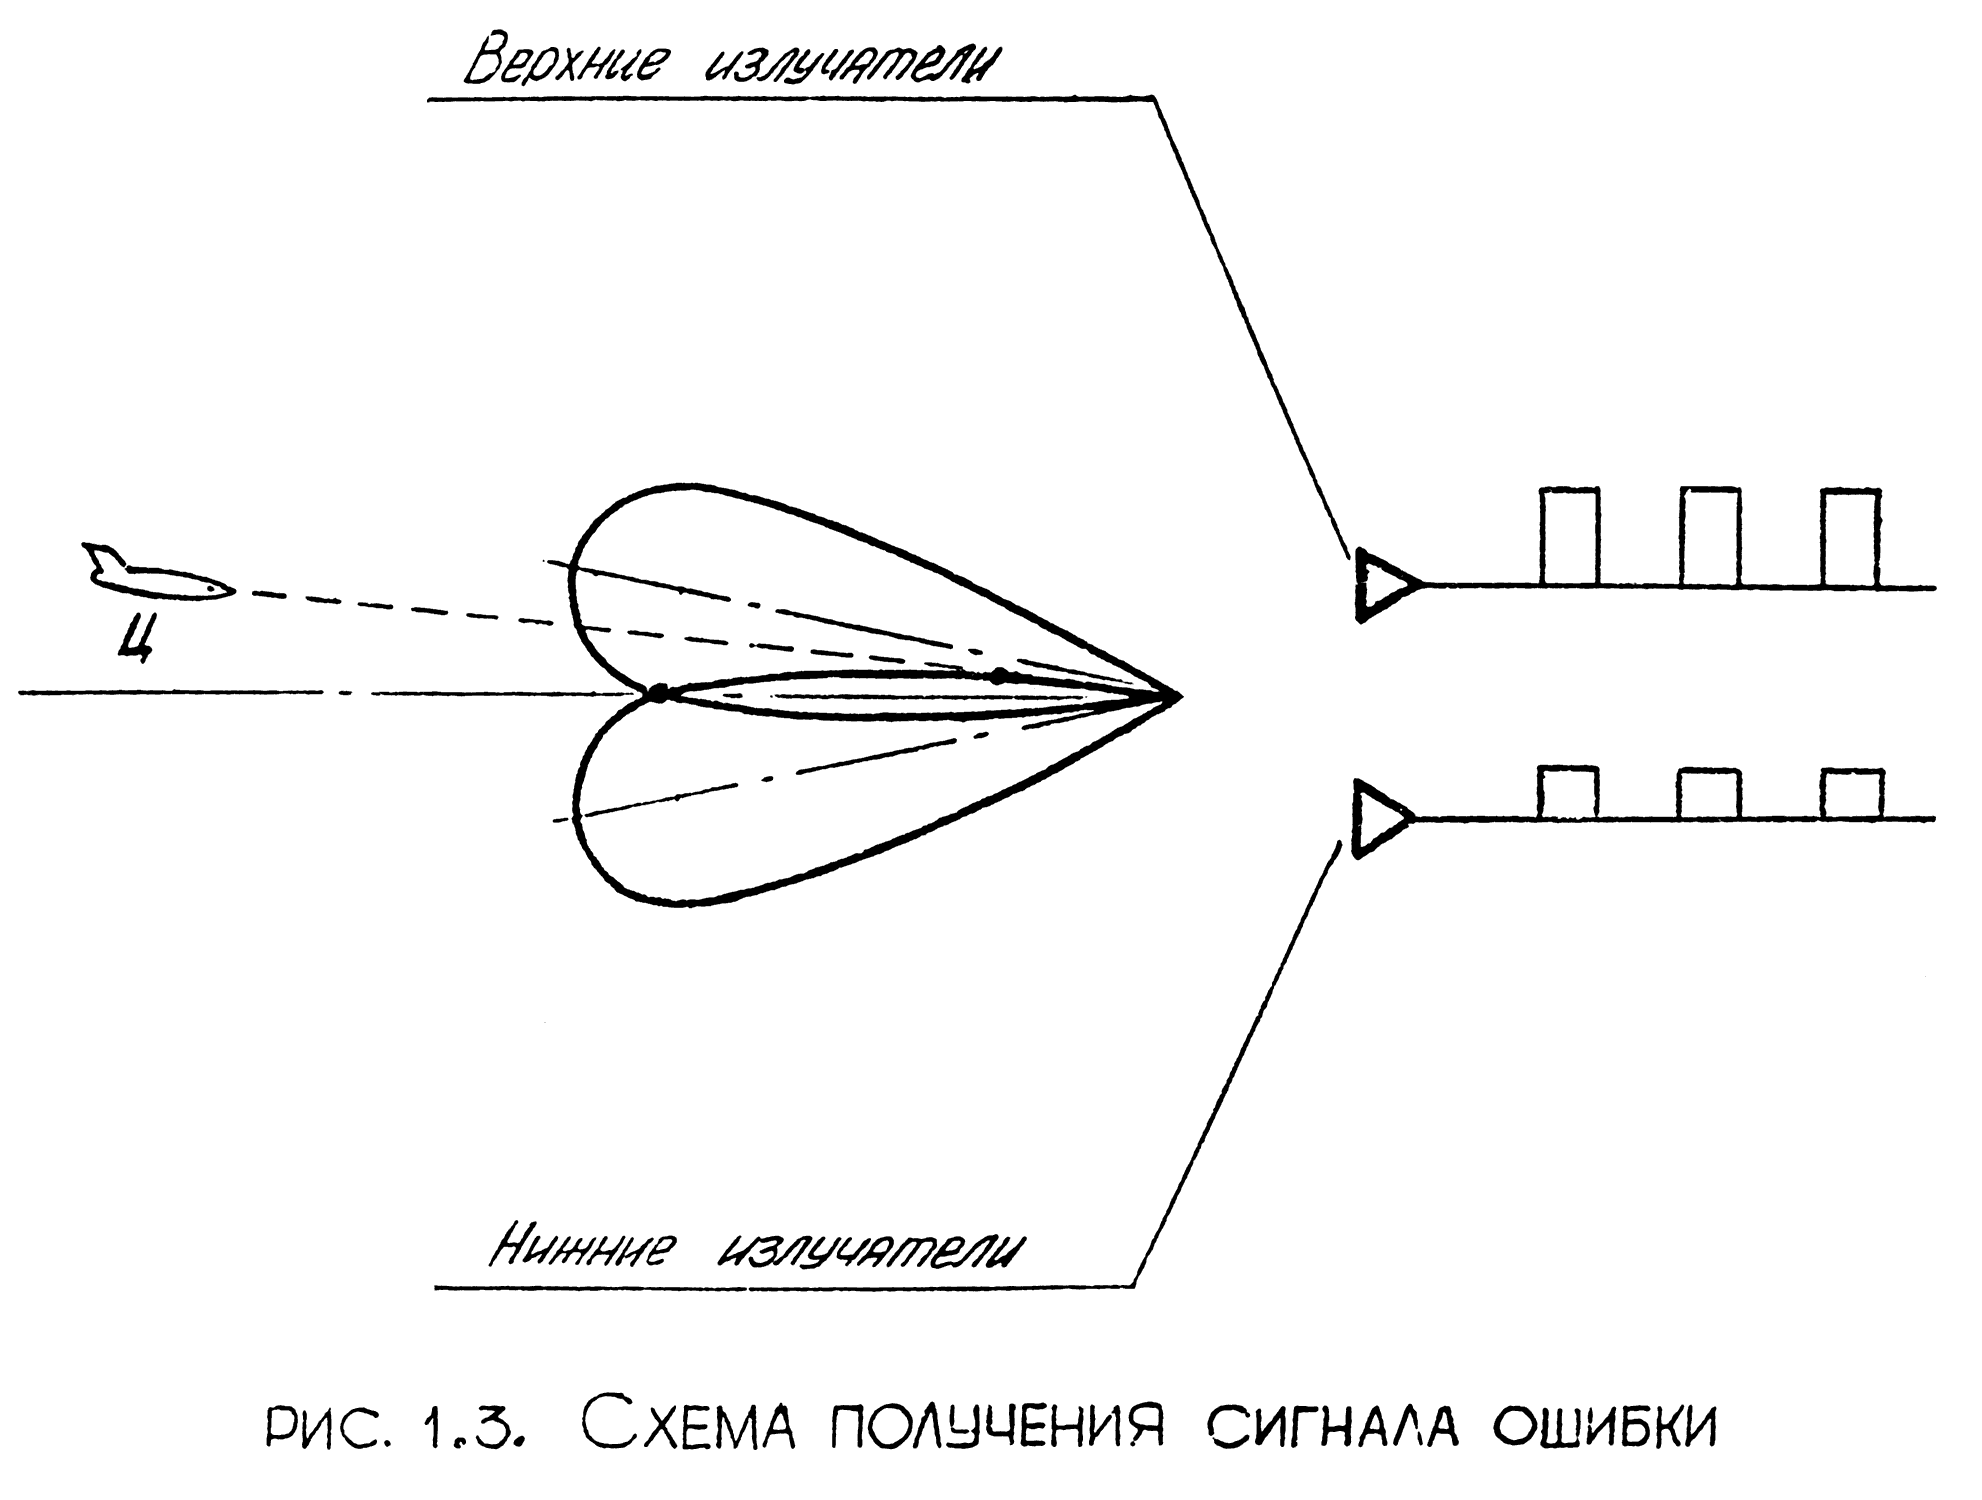 Верхние излучатели
Ц
Нижние излучатели
Рис. 1.3. Схема получения сигнала ошибки